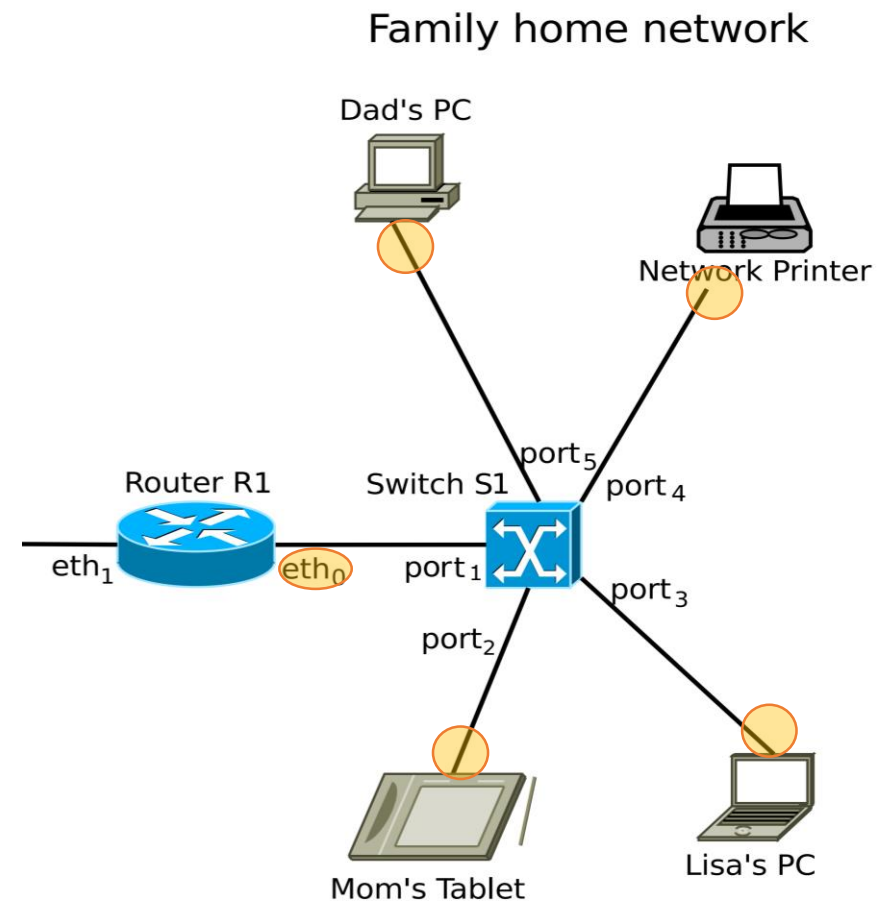 Family home network
Dad's PC
Network Printer
port5
port4
Router R1
Switch S1
eth1
eth0
port1
port3
port2
Lisa's PC
Mom's Tablet